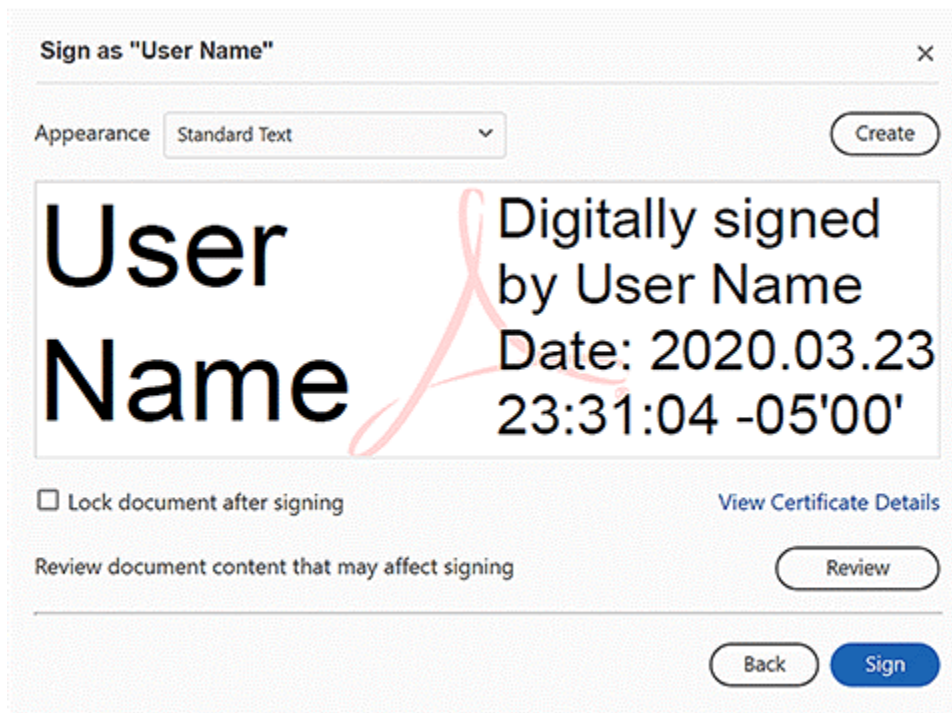 Sign as "User Name"
Appearance Standard Text Create
User
Name
Digitally signed
by User Name
Date: 2020.03.23
23:31:04 -05'00'
Lock document after signing View Certificate Details
Review document content that may affect signing Review
Back Sign